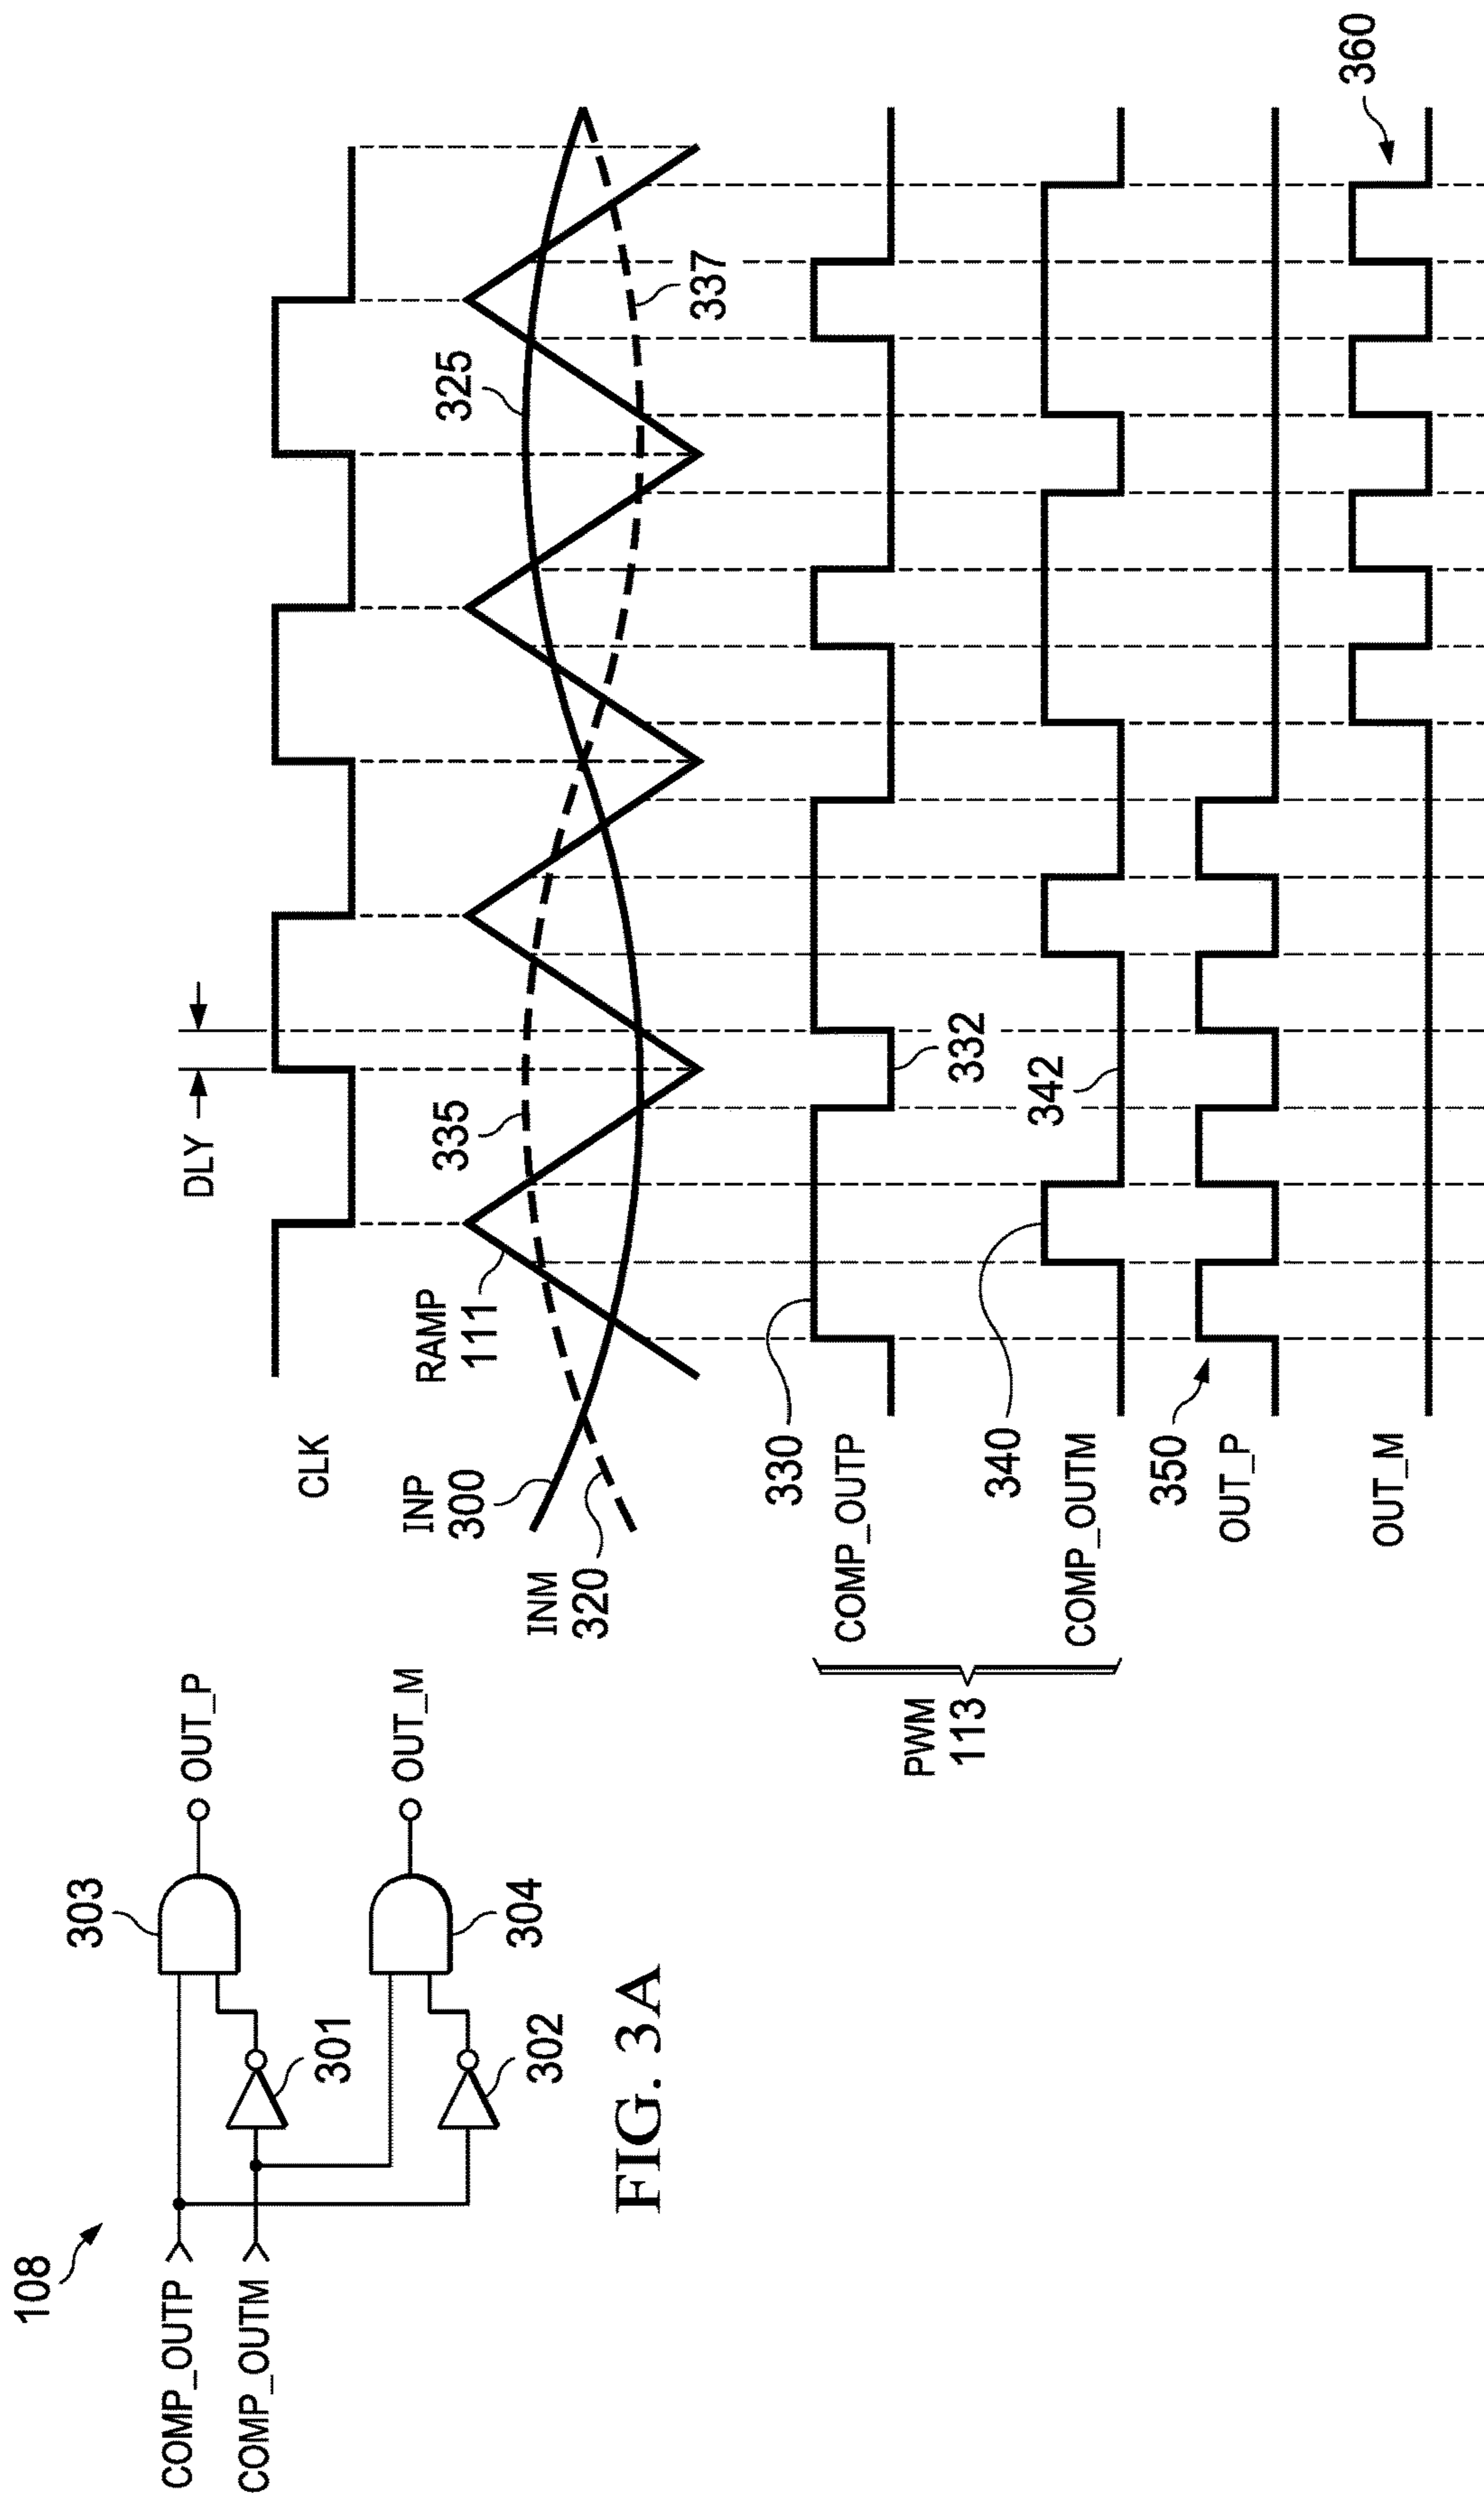 108
COMP_OUTP
COMP_OUTM
301
302
303
304
OUT_P
OUT_M
FIG. 3A
DLY
CLK
RAMP
111
335
325
337
INP
300
INM
320
PWM
113
330
COMP_OUTP
332
340
COMP_OUTM
342
350
OUT_P
360
OUT_M